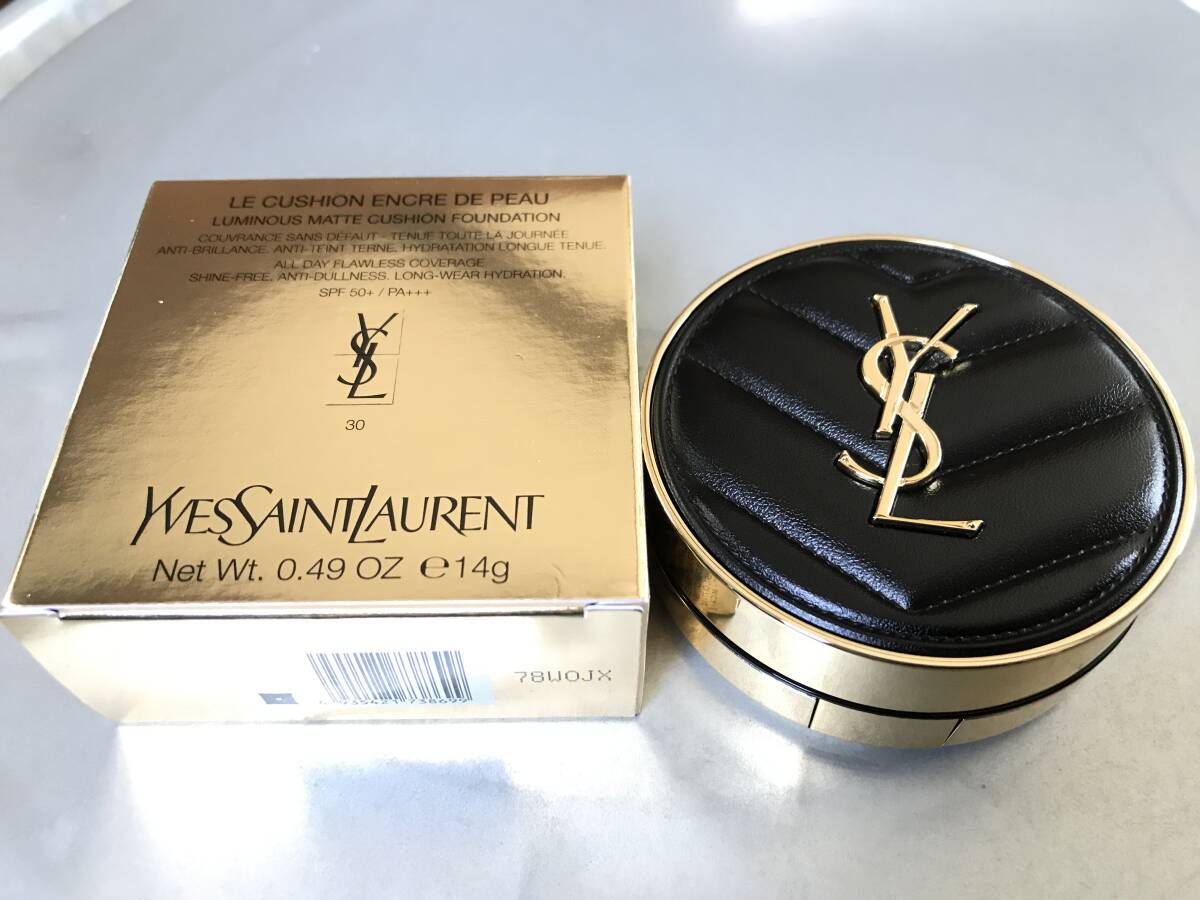 LE CUSHION ENCRE DE PEAU
LUMINOUS MATTE CUSHION FOUNDATION
COUVRANCE SANS DÉFAUT - TENUE TOUTE LA JOURNÉE
ANTI-BRILLANCE. ANTI-TEINT TERNE. HYDRATATION LONGUE TENUE.
ALL DAY FLAWLESS COVERAGE
SHINE-FREE. ANTI-DULLNESS. LONG-WEAR HYDRATION.
SPF 50+ / PA+++
YSL
30
YVESSAINTLAURENT
Net Wt. 0.49 OZ ℮14g
78W0JX
YSL